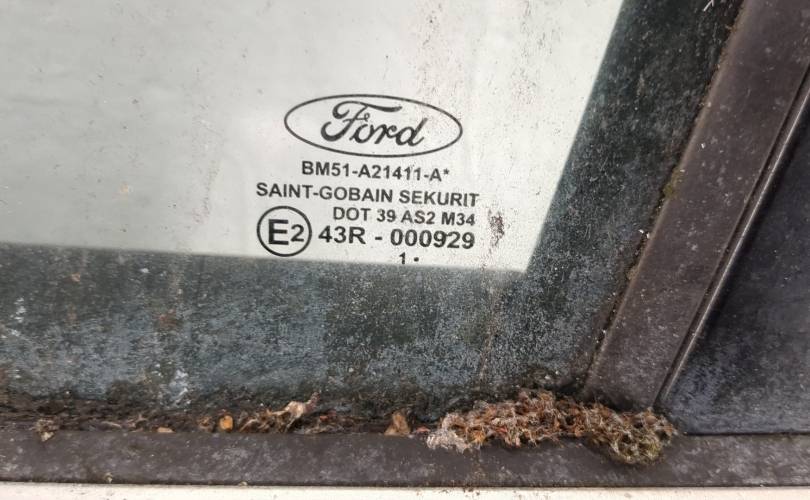 Ford
BM51-A21411-A*
SAINT-GOBAIN SEKURIT
DOT 39 AS2 M34
E2 43R - 000929
1 •